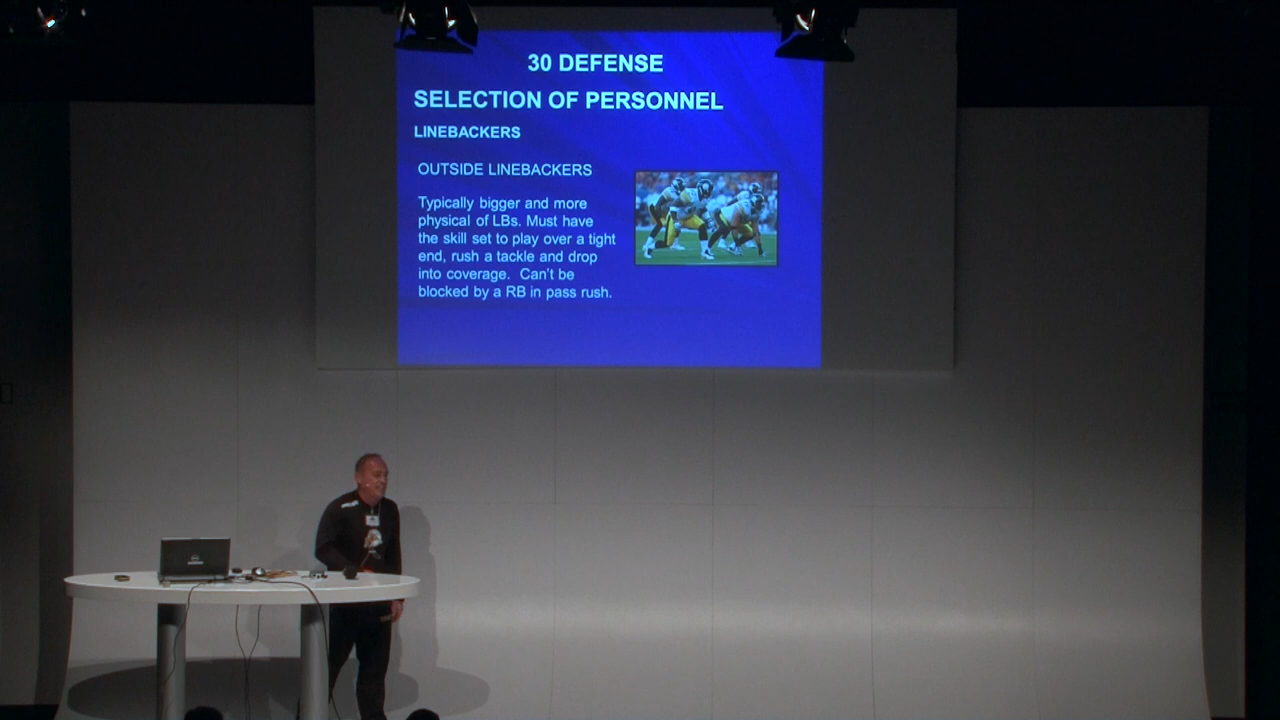 30 DEFENSE
SELECTION OF PERSONNEL
LINEBACKERS
OUTSIDE LINEBACKERS
Typically bigger and more
physical of LBs. Must have
the skill set to play over a tight
end, rush a tackle and drop
into coverage. Can't be
blocked by a RB in pass rush.